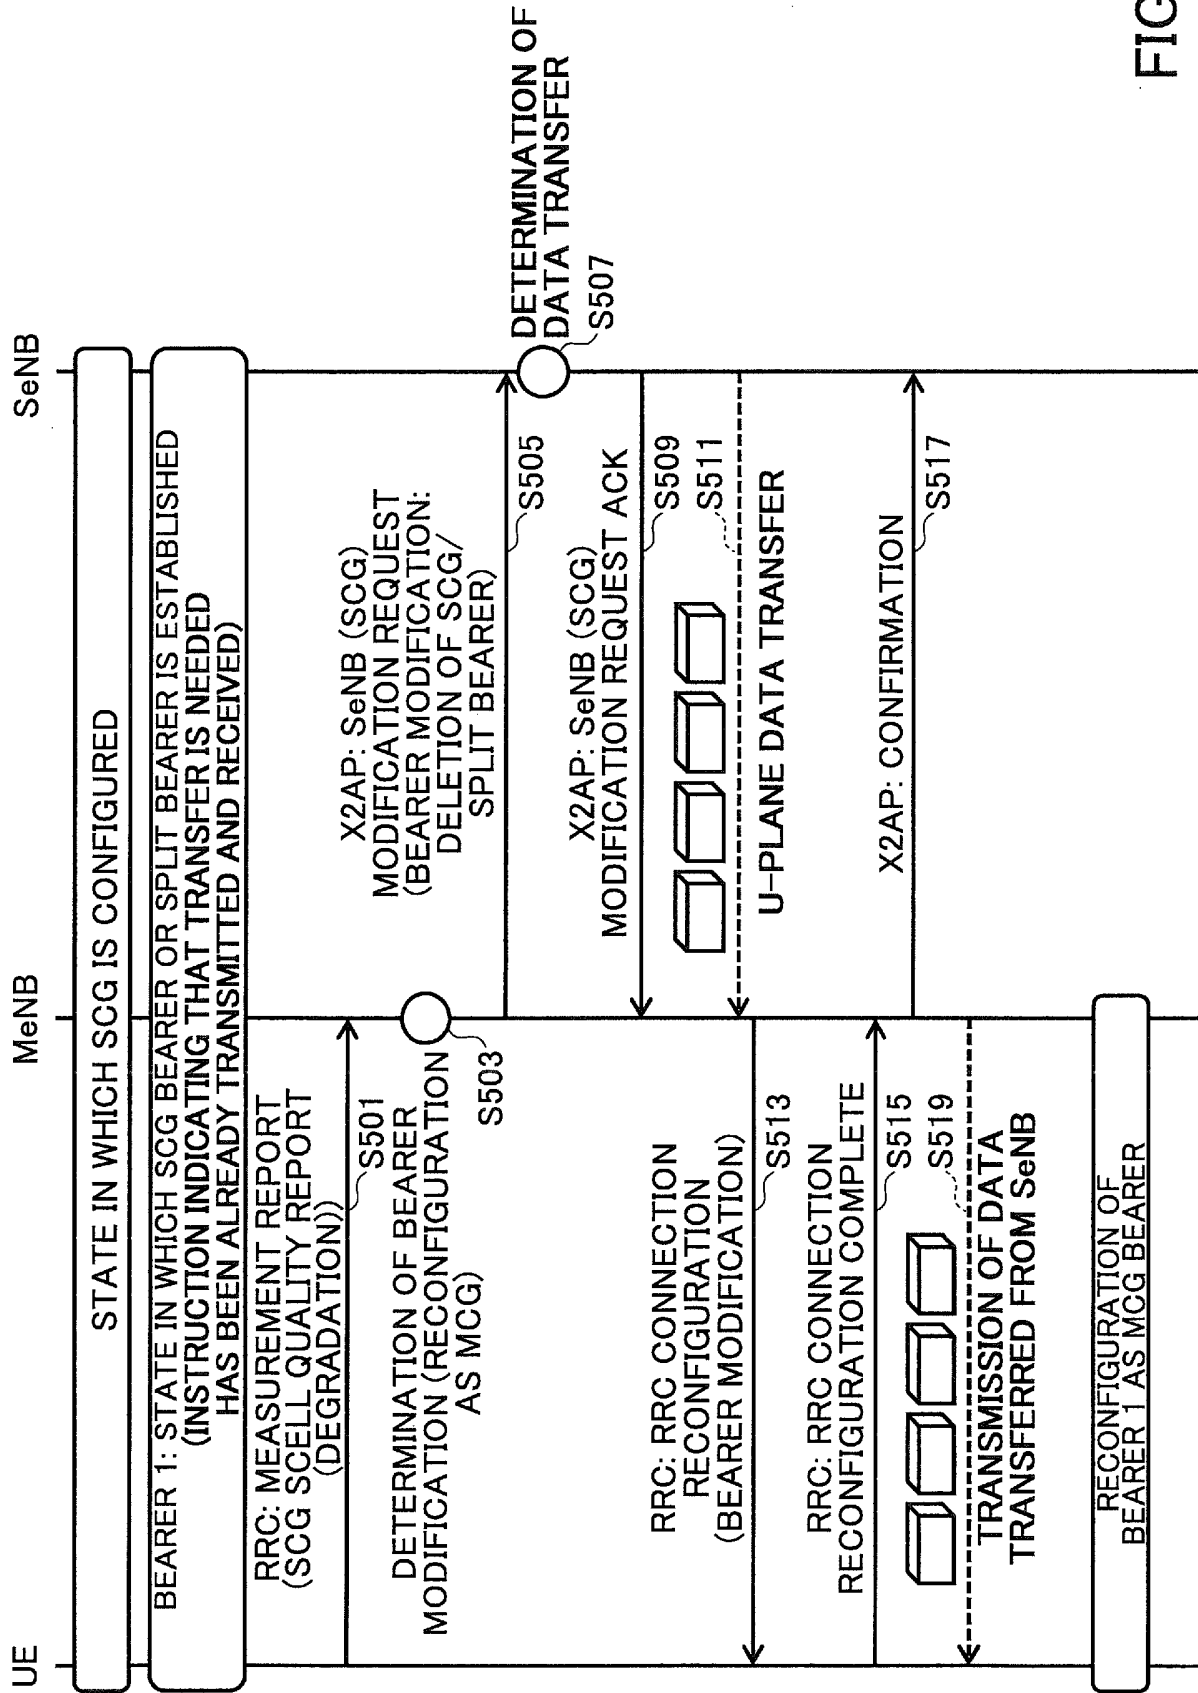 UE
MeNB
SeNB
STATE IN WHICH SCG IS CONFIGURED
BEARER 1: STATE IN WHICH SCG BEARER OR SPLIT BEARER IS ESTABLISHED
(INSTRUCTION INDICATING THAT TRANSFER IS NEEDED
HAS BEEN ALREADY TRANSMITTED AND RECEIVED)
RRC: MEASUREMENT REPORT
(SCG SCELL QUALITY REPORT
(DEGRADATION))
S501
DETERMINATION OF BEARER
MODIFICATION (RECONFIGURATION
AS MCG)
S503
X2AP: SeNB (SCG)
MODIFICATION REQUEST
(BEARER MODIFICATION:
DELETION OF SCG/
SPLIT BEARER)
S505
DETERMINATION OF
DATA TRANSFER
S507
X2AP: SeNB (SCG)
MODIFICATION REQUEST ACK
S509
S511
U-PLANE DATA TRANSFER
RRC: RRC CONNECTION
RECONFIGURATION
(BEARER MODIFICATION)
S513
RRC: RRC CONNECTION
RECONFIGURATION COMPLETE
S515
X2AP: CONFIRMATION
S517
S519
TRANSMISSION OF DATA
TRANSFERRED FROM SeNB
RECONFIGURATION OF
BEARER 1 AS MCG BEARER
FIG